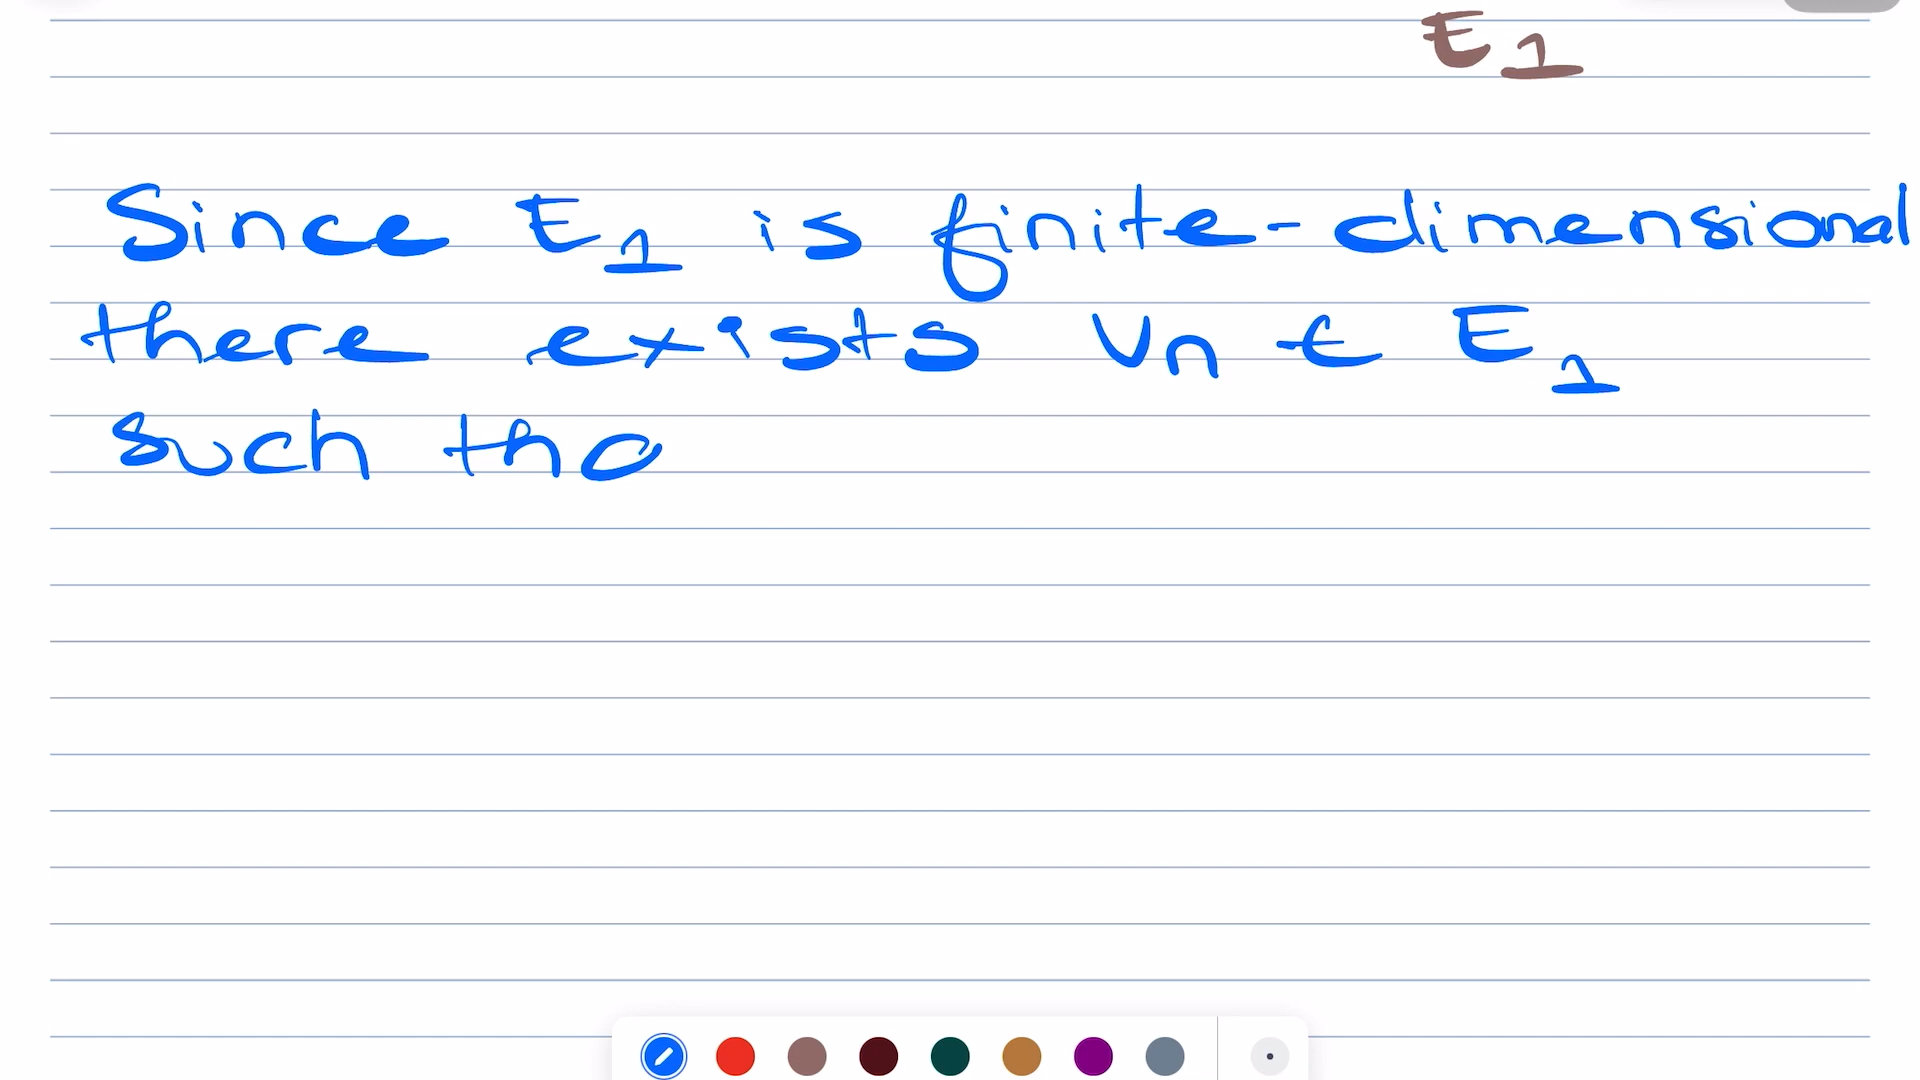 E₁
Since E₁ is finite-dimensional
there exists vn ∈ E₁
such tha